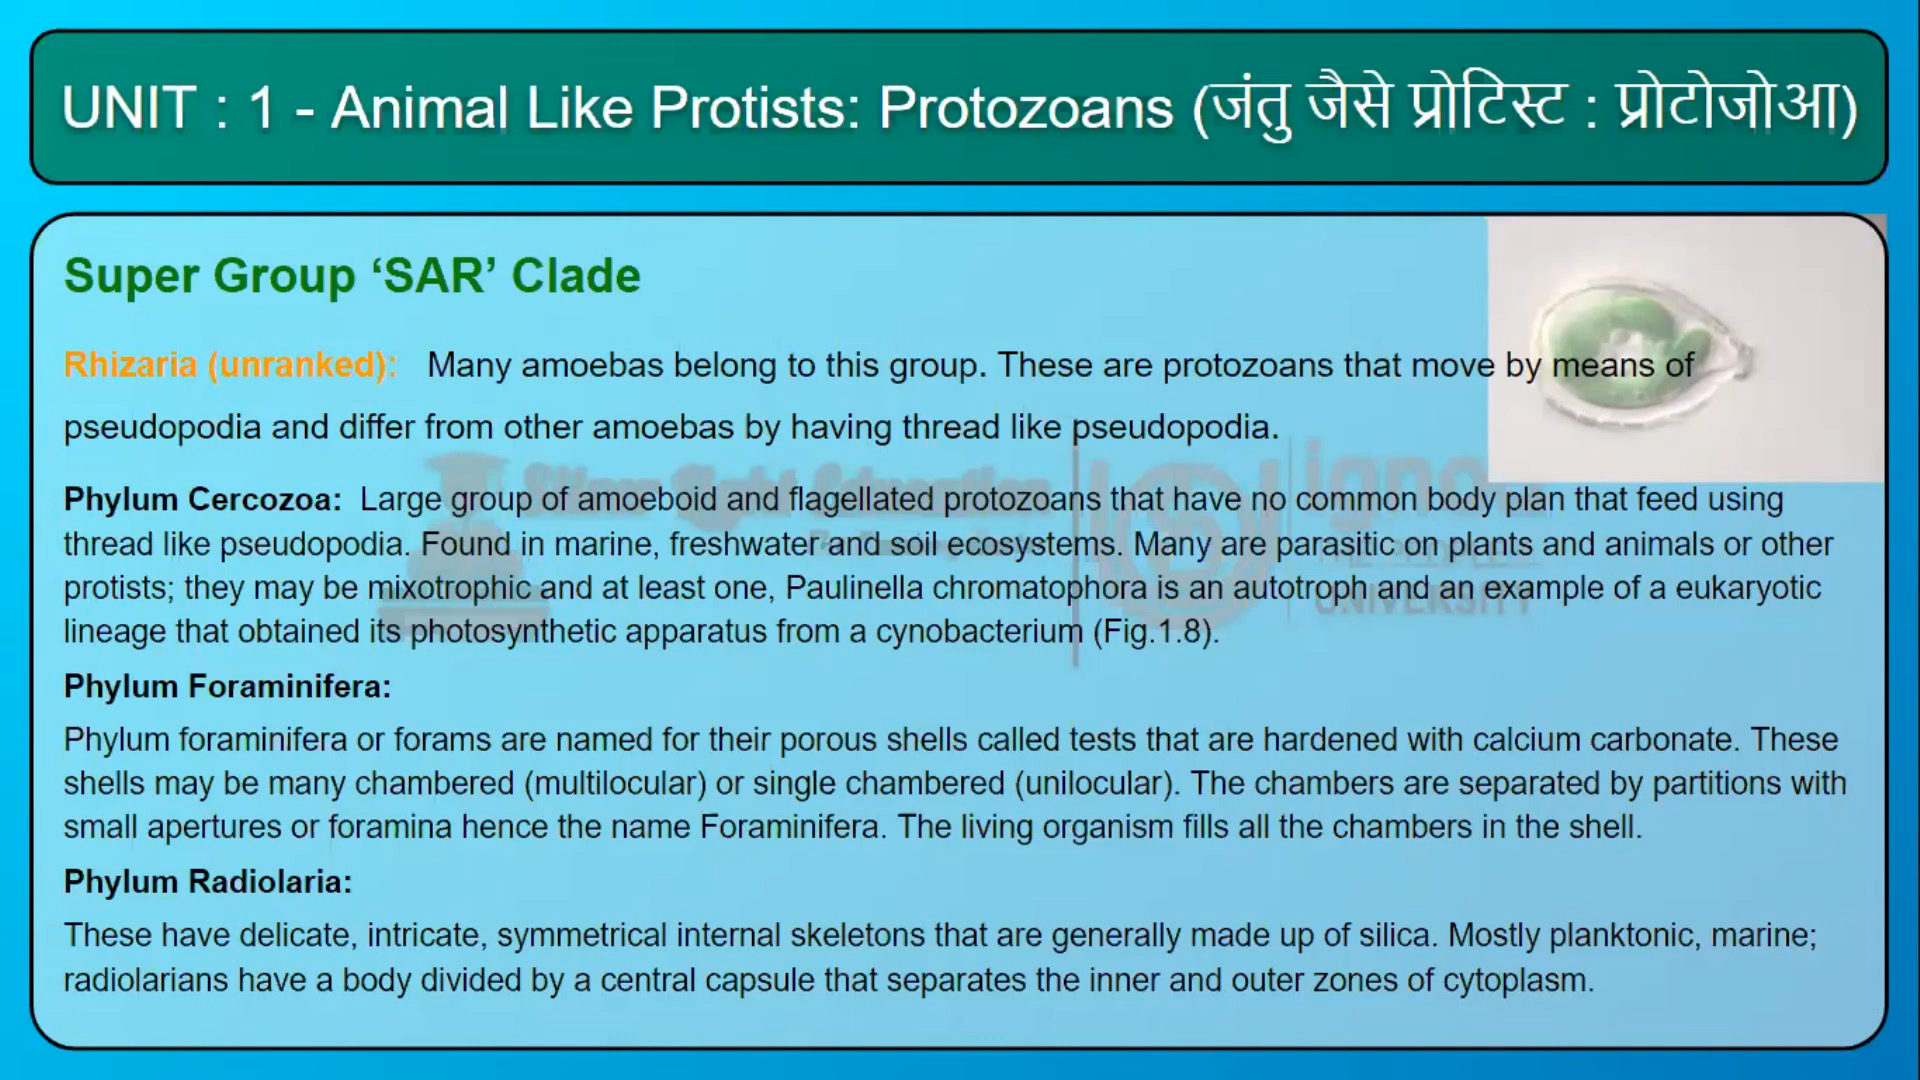 UNIT : 1 - Animal Like Protists: Protozoans (जंतु जैसे प्रोटिस्ट : प्रोटोजोआ)
Super Group ‘SAR’ Clade
Rhizaria (unranked): Many amoebas belong to this group. These are protozoans that move by means of
pseudopodia and differ from other amoebas by having thread like pseudopodia.
Phylum Cercozoa: Large group of amoeboid and flagellated protozoans that have no common body plan that feed using
thread like pseudopodia. Found in marine, freshwater and soil ecosystems. Many are parasitic on plants and animals or other
protists; they may be mixotrophic and at least one, Paulinella chromatophora is an autotroph and an example of a eukaryotic
lineage that obtained its photosynthetic apparatus from a cynobacterium (Fig.1.8).
Phylum Foraminifera:
Phylum foraminifera or forams are named for their porous shells called tests that are hardened with calcium carbonate. These
shells may be many chambered (multilocular) or single chambered (unilocular). The chambers are separated by partitions with
small apertures or foramina hence the name Foraminifera. The living organism fills all the chambers in the shell.
Phylum Radiolaria:
These have delicate, intricate, symmetrical internal skeletons that are generally made up of silica. Mostly planktonic, marine;
radiolarians have a body divided by a central capsule that separates the inner and outer zones of cytoplasm.
ignou
UNIVERSITY